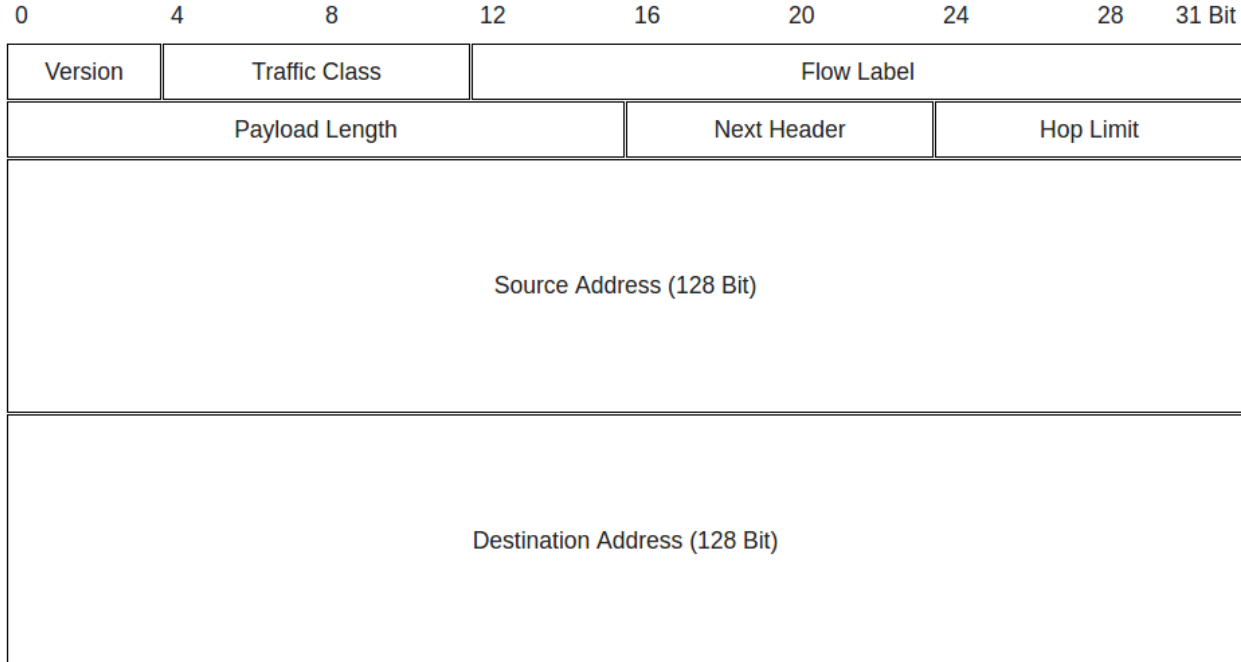 0 4 8 12 16 20 24 28 31 Bit
Version Traffic Class Flow Label
Payload Length Next Header Hop Limit
Source Address (128 Bit)
Destination Address (128 Bit)